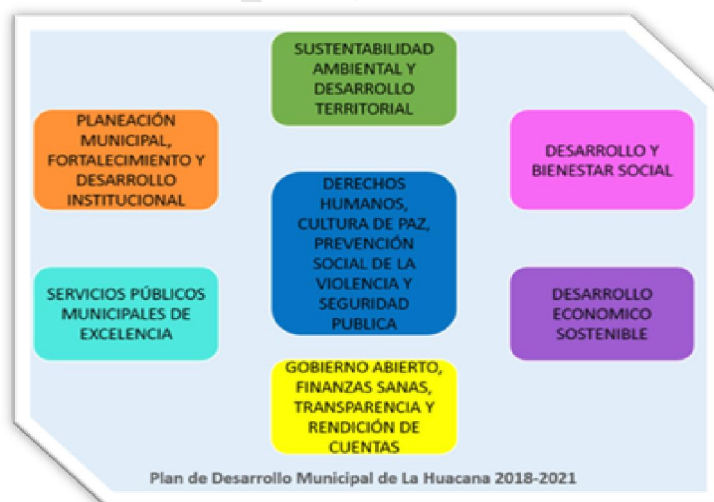 SUSTENTABILIDAD
AMBIENTAL Y
DESARROLLO
TERRITORIAL
PLANEACIÓN
MUNICIPAL,
FORTALECIMIENTO Y
DESARROLLO
INSTITUCIONAL
DESARROLLO Y
BIENESTAR SOCIAL
DERECHOS
HUMANOS,
CULTURA DE PAZ,
PREVENCIÓN
SOCIAL DE LA
VIOLENCIA Y
SEGURIDAD
PUBLICA
SERVICIOS PÚBLICOS
MUNICIPALES DE
EXCELENCIA
DESARROLLO
ECONOMICO
SOSTENIBLE
GOBIERNO ABIERTO,
FINANZAS SANAS,
TRANSPARENCIA Y
RENDICIÓN DE
CUENTAS
Plan de Desarrollo Municipal de La Huacana 2018-2021